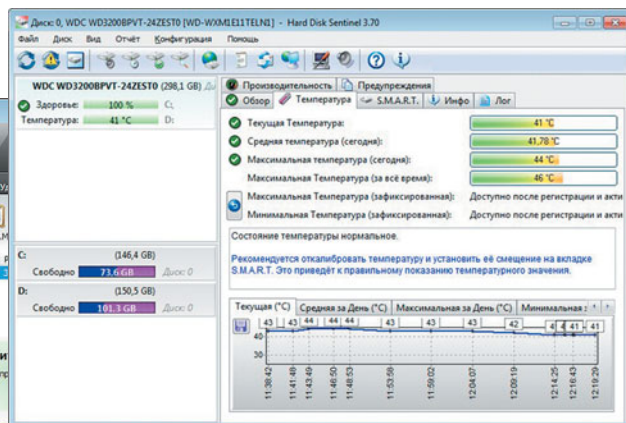 Диск: 0, WDC WD3200BPVT-24ZEST0 [WD-WXM1E11TELN1] - Hard Disk Sentinel 3.70
Файл Диск Вид Отчёт Конфигурация Помощь
WDC WD3200BPVT-24ZEST0 (298,1 GB)
Здоровье: 100 % C:
Температура: 41 °C D:
C: (146,4 GB)
Свободно 73.6 GB Диск: 0
D: (150,5 GB)
Свободно 101.3 GB Диск: 0
Производительность Предупреждения
Обзор Температура S.M.A.R.T. Инфо Лог
Текущая Температура: 41 °C
Средняя температура (сегодня): 41,78 °C
Максимальная температура (сегодня): 44 °C
Максимальная Температура (за всё время): 46 °C
Максимальная Температура (зафиксированная): Доступно после регистрации и акти
Минимальная Температура (зафиксированная): Доступно после регистрации и акти
Состояние температуры нормальное.
Рекомендуется откалибровать температуру и установить её смещение на вкладке
S.M.A.R.T. Это приведёт к правильному показанию температурного значения.
Текущая (°C) Средняя за День (°C) Максимальная за День (°C) Минимальная
43 43 44 44 44 43 43 43 42 41 41
40
30
11:38:42 11:41:48 11:43:49 11:46:50 11:48:53 11:53:58 11:59:02 12:04:07 12:09:19 12:14:25 12:16:43 12:19:29